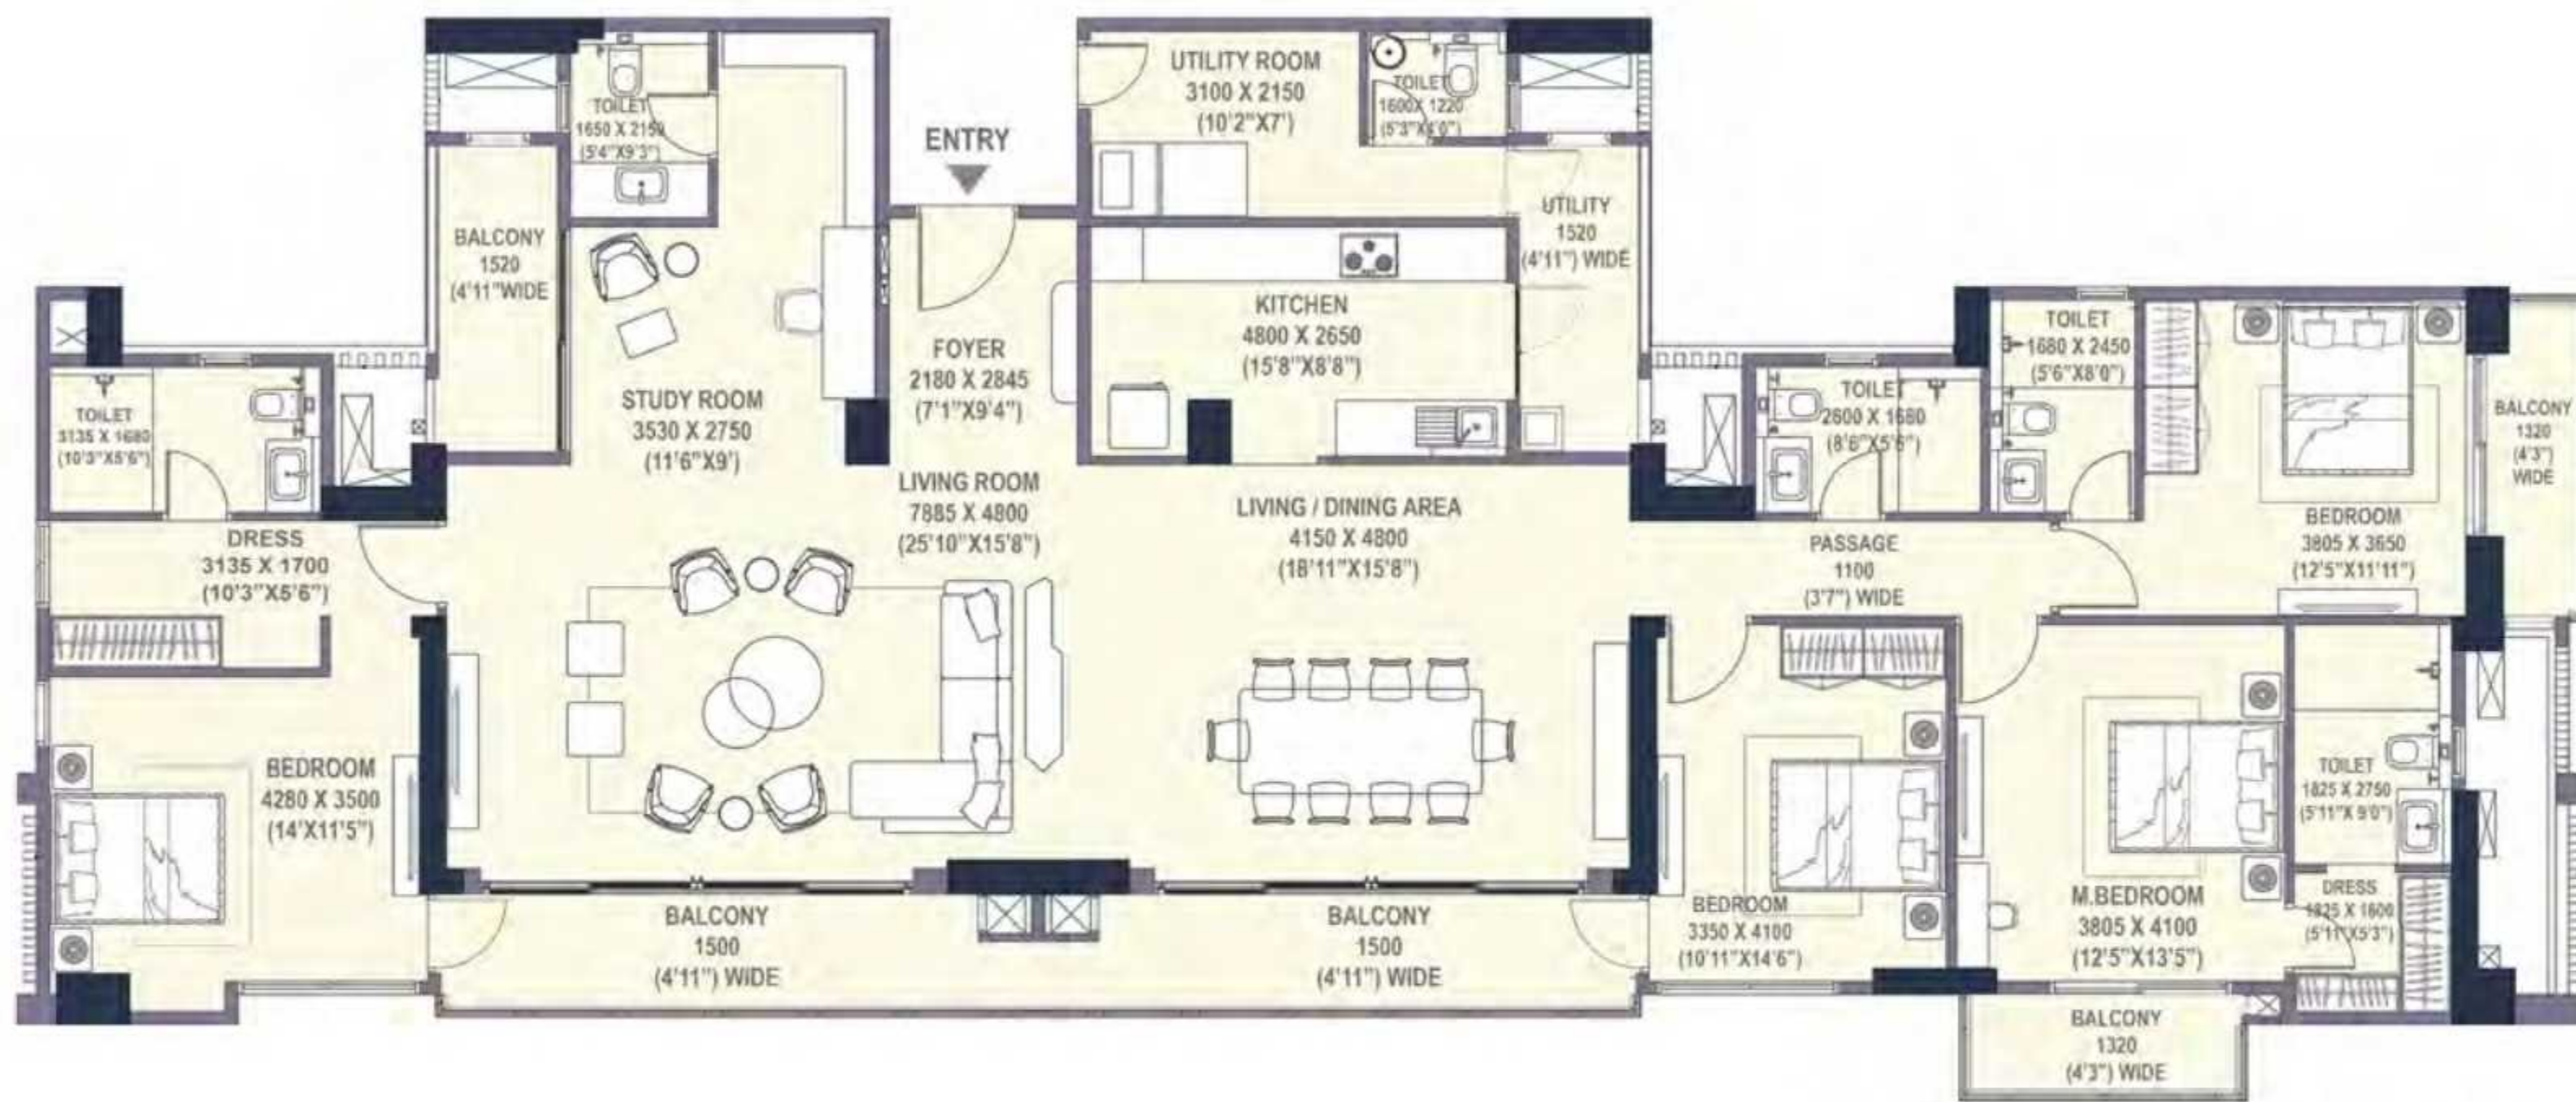 UTILITY ROOM
3100 X 2150
(10'2"X7')
TOILET
1600X 1220
(5'3"X4'0")
TOILET
1650 X 2150
(5'4"X9'3")
ENTRY
BALCONY
1520
(4'11"WIDE
UTILITY
1520
(4'11") WIDE
KITCHEN
4800 X 2650
(15'8"X8'8")
FOYER
2180 X 2845
(7'1"X9'4")
STUDY ROOM
3530 X 2750
(11'6"X9')
TOILET
3135 X 1680
(10'3"X5'6")
TOILET
2600 X 1680
(8'6"X5'6")
TOILET
1680 X 2450
(5'6"X8'0")
BALCONY
1320
(4'3")
WIDE
LIVING ROOM
7885 X 4800
(25'10"X15'8")
LIVING / DINING AREA
4150 X 4800
(18'11"X15'8")
DRESS
3135 X 1700
(10'3"X5'6")
PASSAGE
1100
(3'7") WIDE
BEDROOM
3805 X 3650
(12'5"X11'11")
BEDROOM
4280 X 3500
(14'X11'5")
TOILET
1825 X 2750
(5'11"X 9'0")
BALCONY
1500
(4'11") WIDE
BALCONY
1500
(4'11") WIDE
BEDROOM
3350 X 4100
(10'11"X14'6")
M.BEDROOM
3805 X 4100
(12'5"X13'5")
DRESS
1825 X 1600
(5'11"X5'3")
BALCONY
1320
(4'3") WIDE